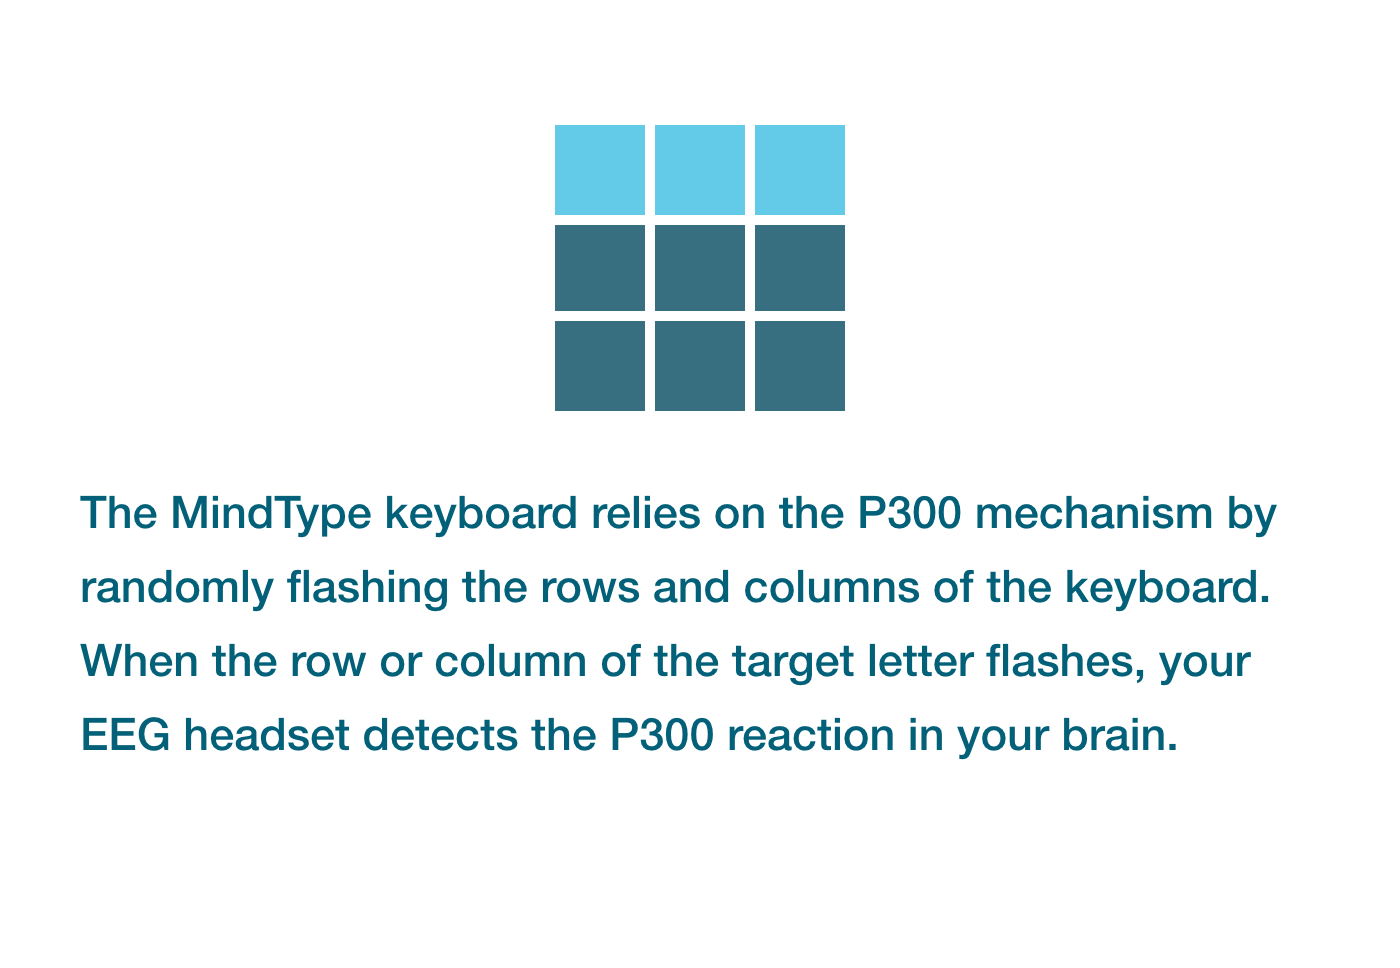 The MindType keyboard relies on the P300 mechanism by
randomly flashing the rows and columns of the keyboard.
When the row or column of the target letter flashes, your
EEG headset detects the P300 reaction in your brain.